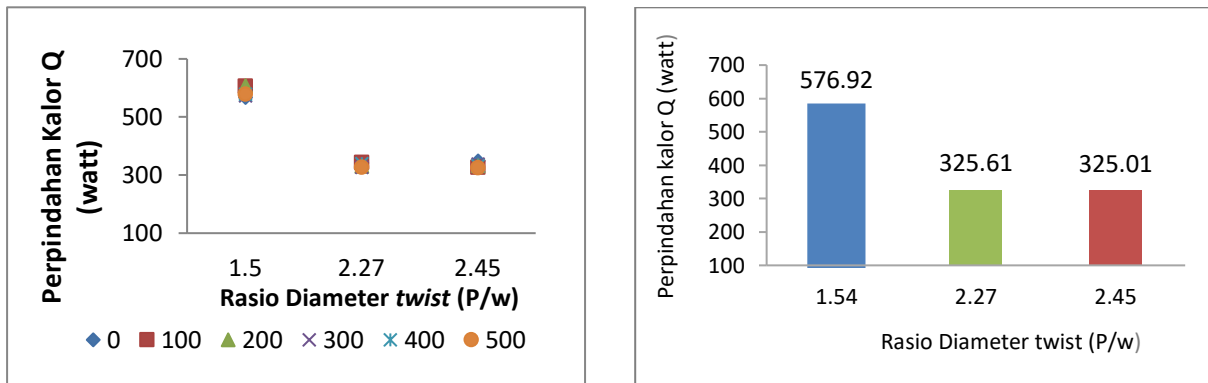 Perpindahan Kalor Q
(watt)
700
500
300
100
1.5 2.27 2.45
Rasio Diameter twist (P/w)
0 100 200 300 400 500
Perpindahan kalor Q (watt)
700
600
500
400
300
200
100
576.92
325.61
325.01
1.54 2.27 2.45
Rasio Diameter twist (P/w)